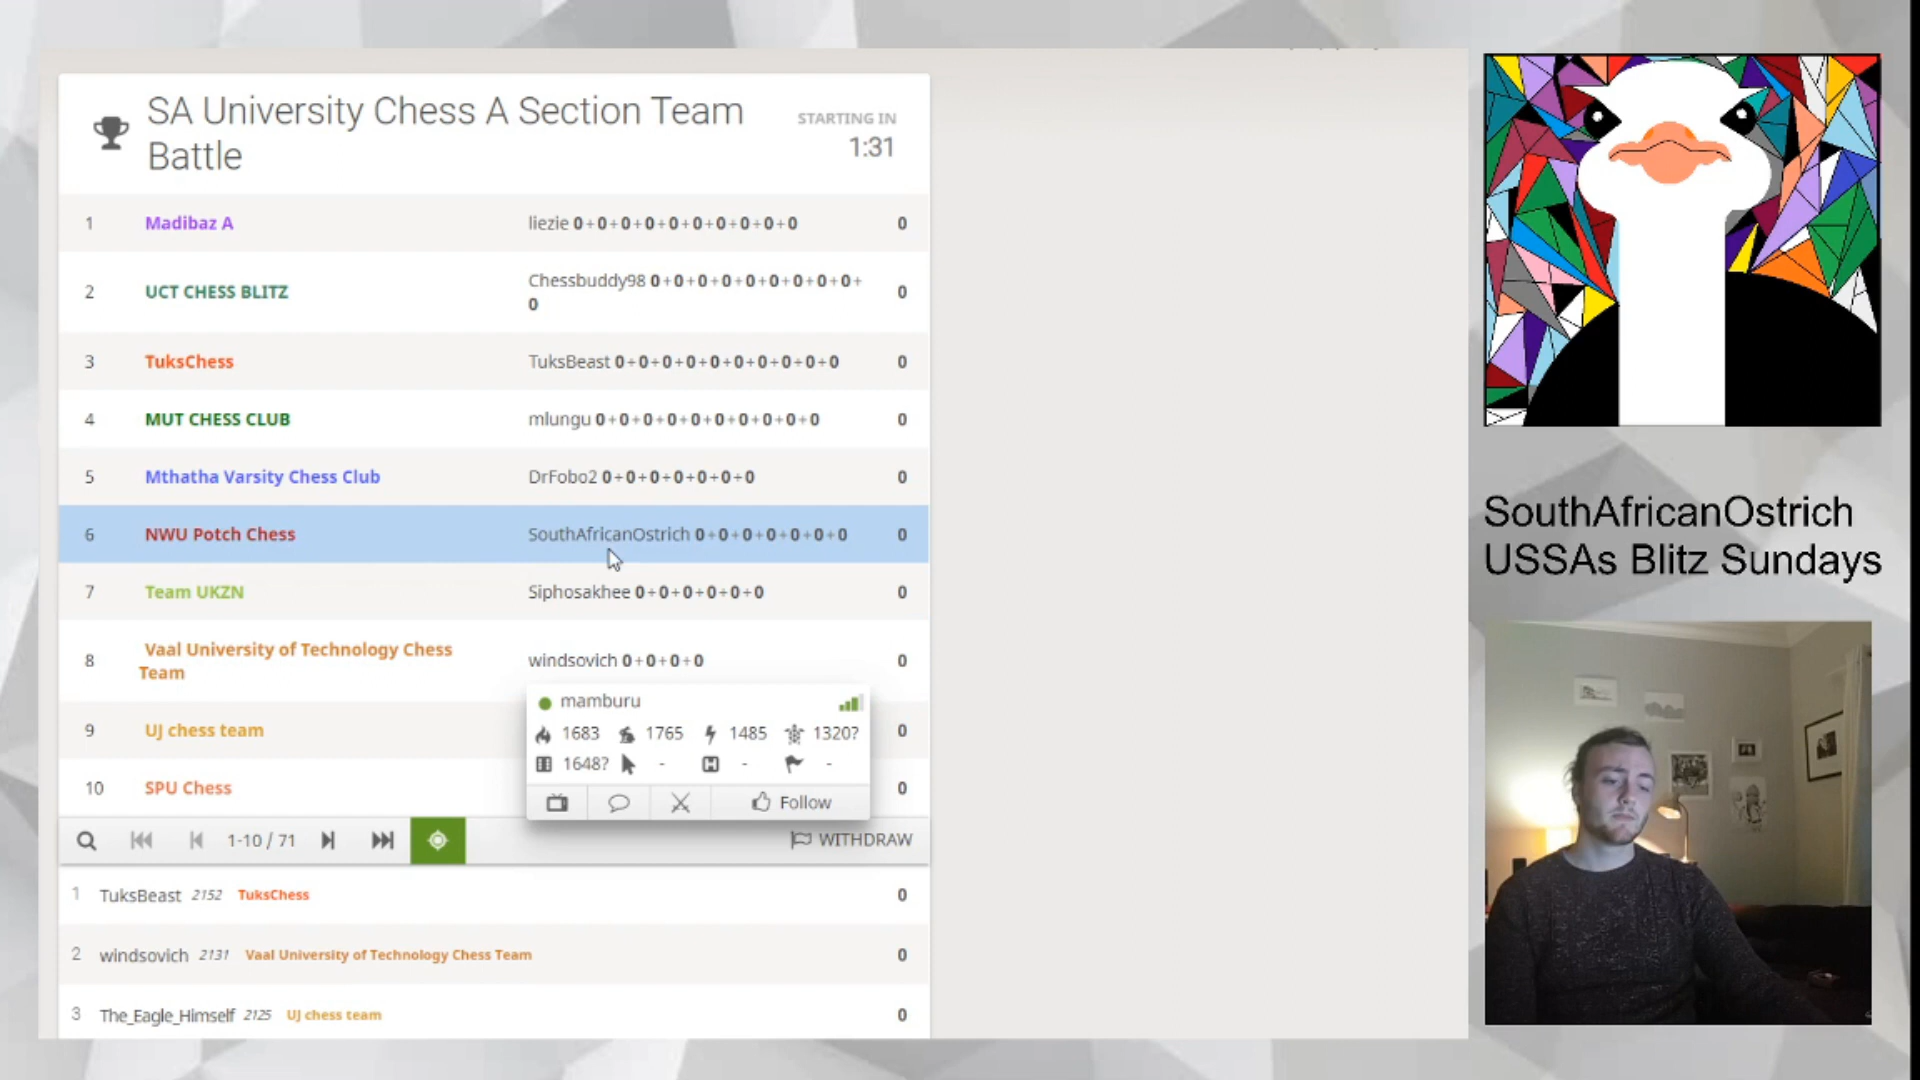 SA University Chess A Section Team
Battle
STARTING IN
1:31
1 Madibaz A liezie 0+0+0+0+0+0+0+0+0+0 0
2 UCT CHESS BLITZ Chessbuddy98 0+0+0+0+0+0+0+0+0+
0 0
3 TuksChess TuksBeast 0+0+0+0+0+0+0+0+0+0 0
4 MUT CHESS CLUB mlungu 0+0+0+0+0+0+0+0+0+0 0
5 Mthatha Varsity Chess Club DrFobo2 0+0+0+0+0+0+0 0
6 NWU Potch Chess SouthAfricanOstrich 0+0+0+0+0+0+0 0
7 Team UKZN Siphosakhee 0+0+0+0+0+0 0
8 Vaal University of Technology Chess
Team windsovich 0+0+0+0 0
mamburu
1683 1765 1485 1320?
1648? - - -
Follow
9 UJ chess team 0
10 SPU Chess 0
1-10 / 71 WITHDRAW
1 TuksBeast 2152 TuksChess 0
2 windsovich 2131 Vaal University of Technology Chess Team 0
3 The_Eagle_Himself 2125 UJ chess team 0
SouthAfricanOstrich
USSAs Blitz Sundays